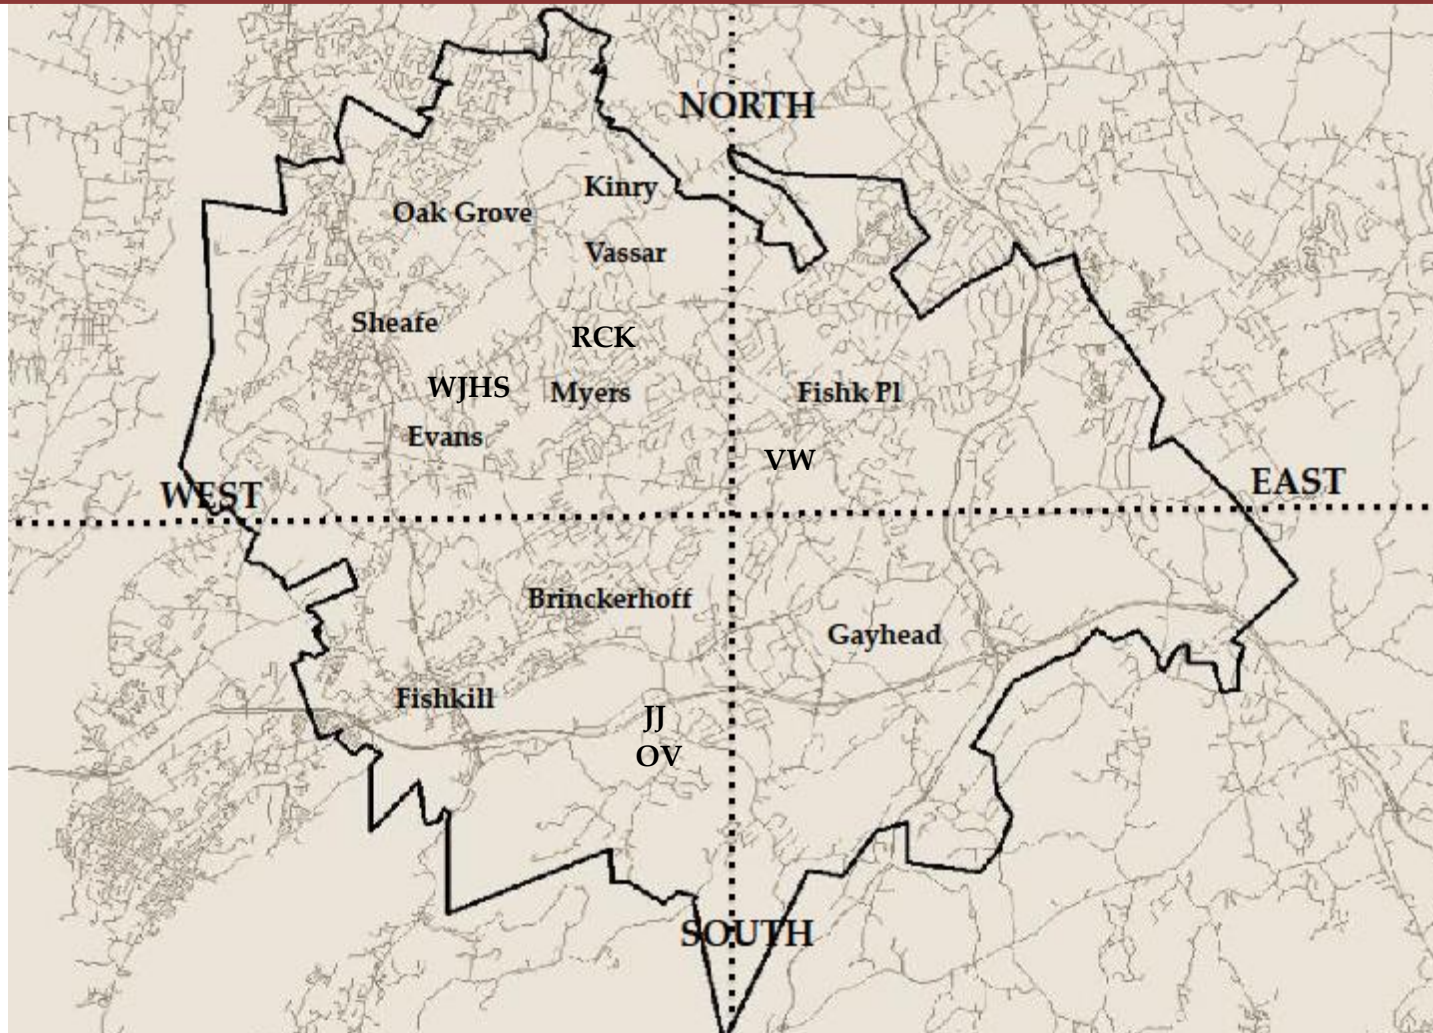 NORTH
Kinry
Oak Grove
Vassar
Sheafe
RCK
WJHS
Myers
Fishk Pl
Evans
VW
WEST
EAST
Brinckerhoff
Gayhead
Fishkill
JJ
OV
SOUTH